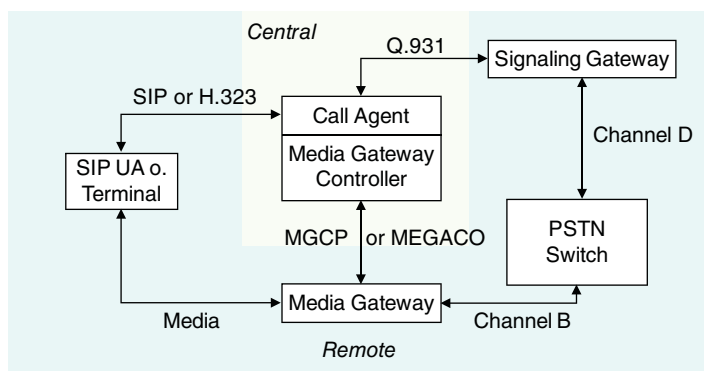 Central
Q.931
Signaling Gateway
SIP or H.323
Call Agent
Channel D
SIP UA o.
Terminal
Media Gateway
Controller
PSTN
Switch
MGCP or MEGACO
Media Gateway
Media
Channel B
Remote